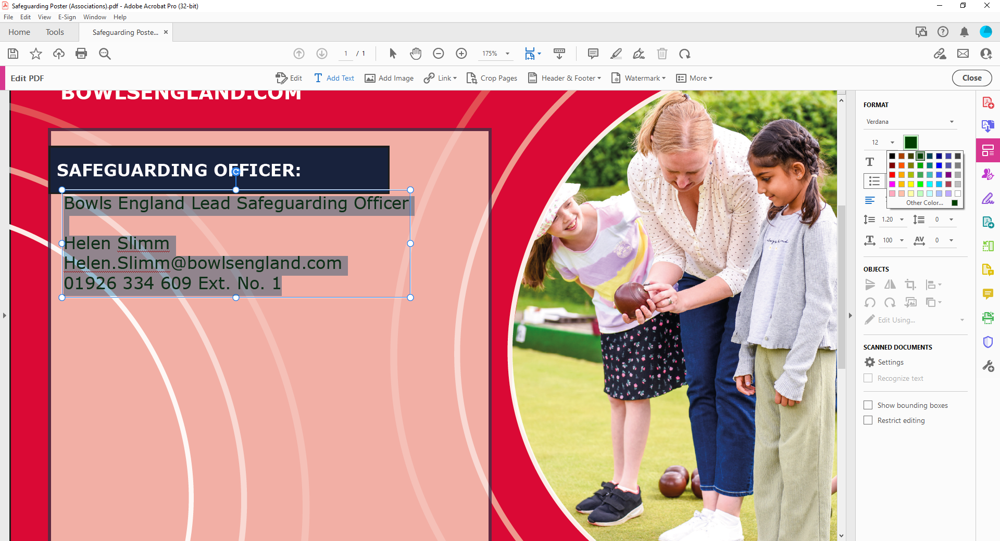 Safeguarding Poster (Associations).pdf - Adobe Acrobat Pro (32-bit)
File Edit View E-Sign Window Help
Home Tools Safeguarding Poste... ×
1 / 1 175%
Edit PDF Edit Add Text Add Image Link Crop Pages Header & Footer Watermark More Close
BOWLSENGLAND.COM
SAFEGUARDING OFFICER:
Bowls England Lead Safeguarding Officer
Helen Slimm
Helen.Slimm@bowlsengland.com
01926 334 609 Ext. No. 1
FORMAT
Verdana
12
Other Color...
1.20 0
100 AV 0
OBJECTS
Edit Using...
SCANNED DOCUMENTS
Settings
Recognize text
Show bounding boxes
Restrict editing